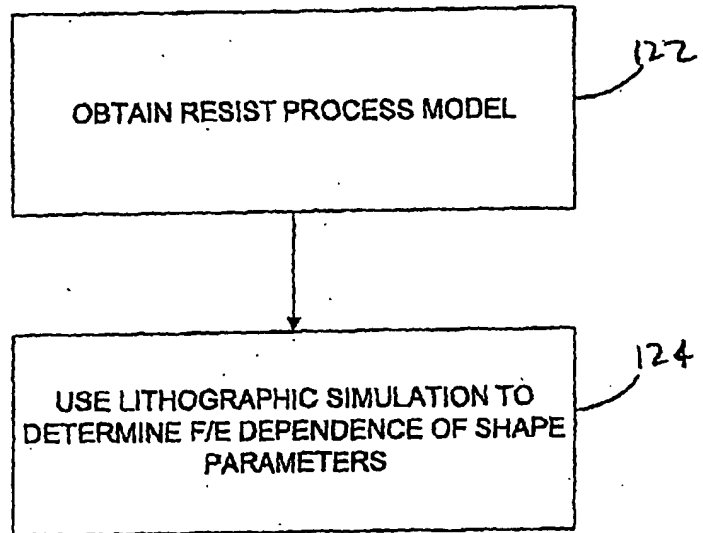 122
OBTAIN RESIST PROCESS MODEL
124
USE LITHOGRAPHIC SIMULATION TO
DETERMINE F/E DEPENDENCE OF SHAPE
PARAMETERS